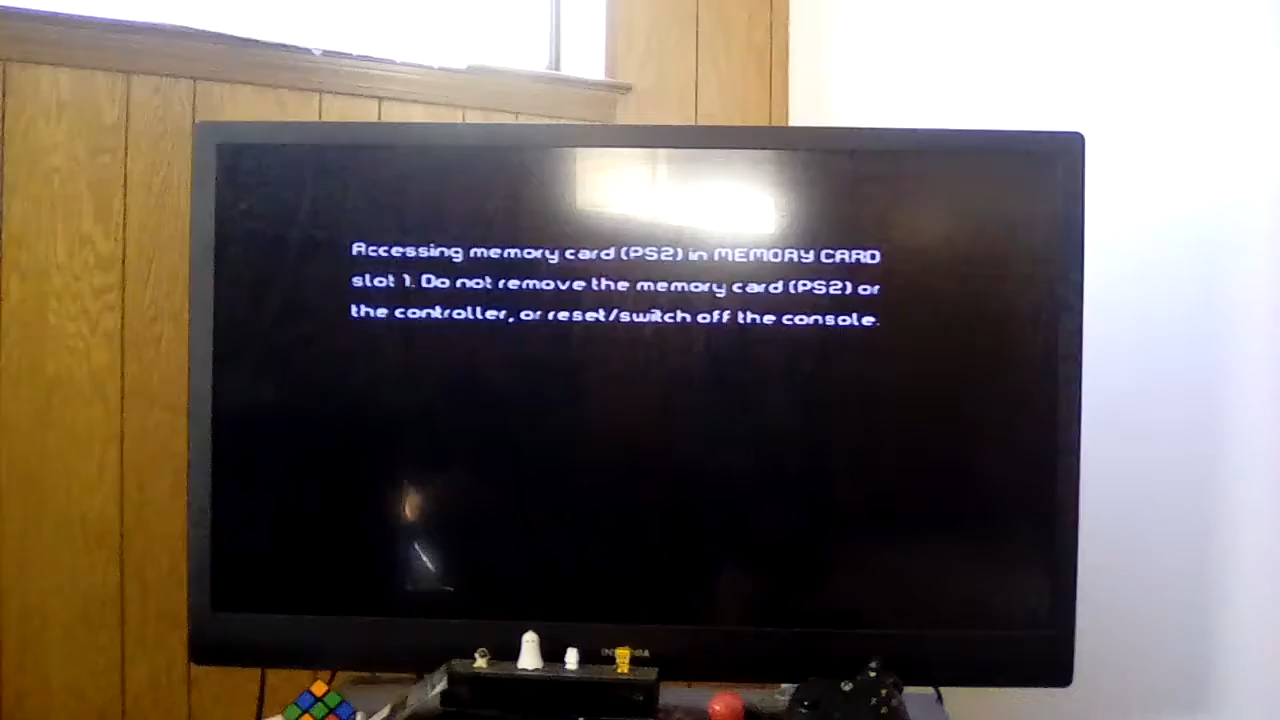 Accessing memory card (PS2) in MEMORY CARD
slot 1. Do not remove the memory card (PS2) or
the controller, or reset/switch off the console.